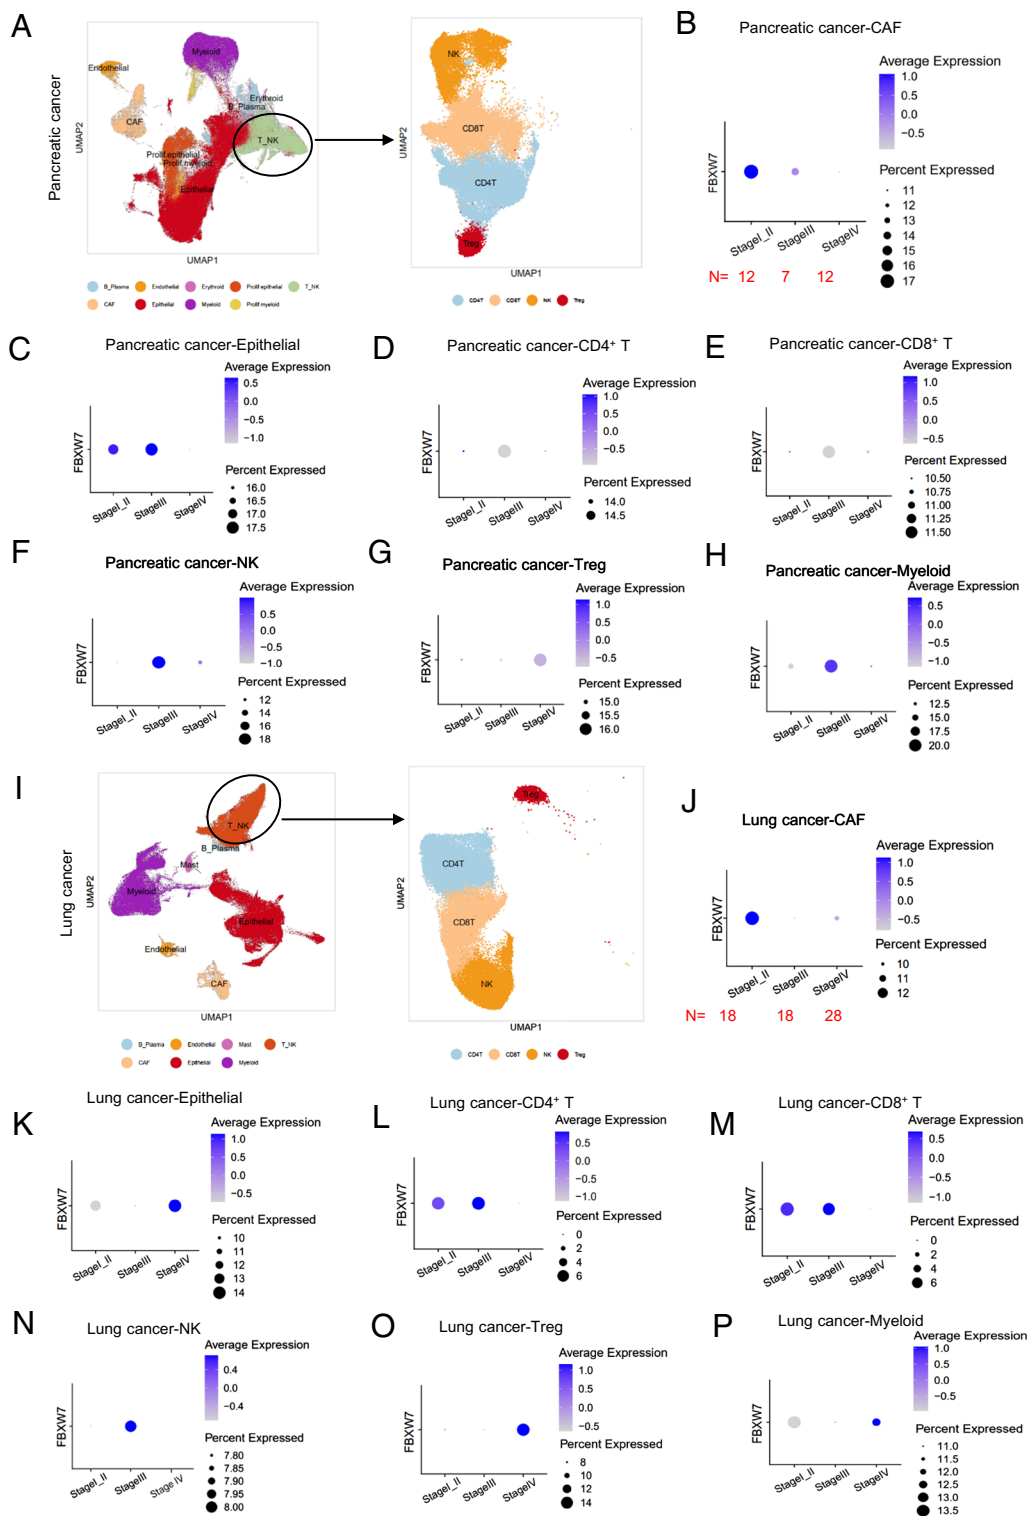 A
Pancreatic cancer
UMAP2
Myeloid
Endothelial
Erythroid
B_Plasma
CAF
T_NK
Prolif epithelial
Prolif myeloid
Epithelial
UMAP1
B_Plasma Endothelial Erythroid Prolif epithelial T_NK
CAF Epithelial Myeloid Prolif myeloid
UMAP2
NK
CD8T
CD4T
Treg
UMAP1
CD4T CD8T NK Treg
B
Pancreatic cancer-CAF
FBXW7
StageI_II StageIII StageIV
N= 12 7 12
Average Expression
1.0
0.5
0.0
−0.5
Percent Expressed
11
12
13
14
15
16
17
C
Pancreatic cancer-Epithelial
FBXW7
StageI_II StageIII StageIV
Average Expression
0.5
0.0
−0.5
−1.0
Percent Expressed
16.0
16.5
17.0
17.5
D
Pancreatic cancer-CD4+ T
FBXW7
StageI_II StageIII StageIV
Average Expression
1.0
0.5
0.0
−0.5
Percent Expressed
14.0
14.5
E
Pancreatic cancer-CD8+ T
FBXW7
StageI_II StageIII StageIV
Average Expression
1.0
0.5
0.0
−0.5
Percent Expressed
10.50
10.75
11.00
11.25
11.50
F
Pancreatic cancer-NK
FBXW7
StageI_II StageIII StageIV
Average Expression
0.5
0.0
−0.5
−1.0
Percent Expressed
12
14
16
18
G
Pancreatic cancer-Treg
FBXW7
StageI_II StageIII StageIV
Average Expression
1.0
0.5
0.0
−0.5
Percent Expressed
15.0
15.5
16.0
H
Pancreatic cancer-Myeloid
FBXW7
StageI_II StageIII StageIV
Average Expression
0.5
0.0
−0.5
−1.0
Percent Expressed
12.5
15.0
17.5
20.0
I
Lung cancer
UMAP2
T_NK
B_Plasma
Mast
Myeloid
Epithelial
Endothelial
CAF
UMAP1
B_Plasma Endothelial Mast T_NK
CAF Epithelial Myeloid
UMAP2
Treg
CD4T
CD8T
NK
UMAP1
CD4T CD8T NK Treg
J
Lung cancer-CAF
FBXW7
StageI_II StageIII StageIV
N= 18 18 28
Average Expression
1.0
0.5
0.0
−0.5
Percent Expressed
10
11
12
K
Lung cancer-Epithelial
FBXW7
StageI_II StageIII StageIV
Average Expression
1.0
0.5
0.0
−0.5
Percent Expressed
10
11
12
13
14
L
Lung cancer-CD4+ T
FBXW7
StageI_II StageIII StageIV
Average Expression
0.5
0.0
−0.5
−1.0
Percent Expressed
0
2
4
6
M
Lung cancer-CD8+ T
FBXW7
StageI_II StageIII StageIV
Average Expression
0.5
0.0
−0.5
−1.0
Percent Expressed
0
2
4
6
N
Lung cancer-NK
FBXW7
StageI_II StageIII Stage IV
Average Expression
0.4
0.0
−0.4
Percent Expressed
7.80
7.85
7.90
7.95
8.00
O
Lung cancer-Treg
FBXW7
StageI_II StageIII StageIV
Average Expression
1.0
0.5
0.0
−0.5
Percent Expressed
8
10
12
14
P
Lung cancer-Myeloid
FBXW7
StageI_II StageIII StageIV
Average Expression
1.0
0.5
0.0
−0.5
Percent Expressed
11.0
11.5
12.0
12.5
13.0
13.5